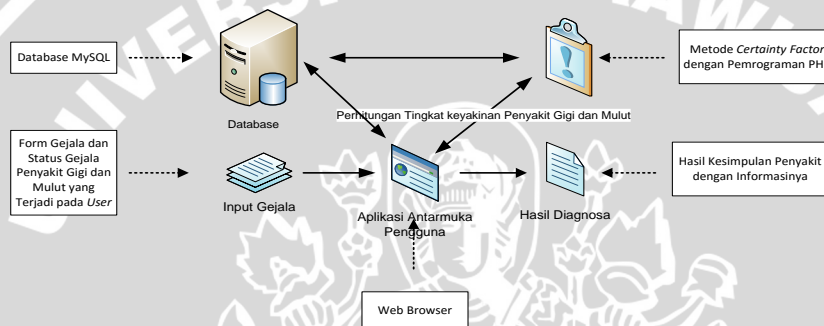 Database MySQL
Metode Certainty Factor
dengan Pemrograman PH
Database
Perhitungan Tingkat keyakinan Penyakit Gigi dan Mulut
Form Gejala dan
Status Gejala
Penyakit Gigi dan
Mulut yang
Terjadi pada User
Input Gejala
Aplikasi Antarmuka
Pengguna
Hasil Diagnosa
Hasil Kesimpulan Penyakit
dengan Informasinya
Web Browser